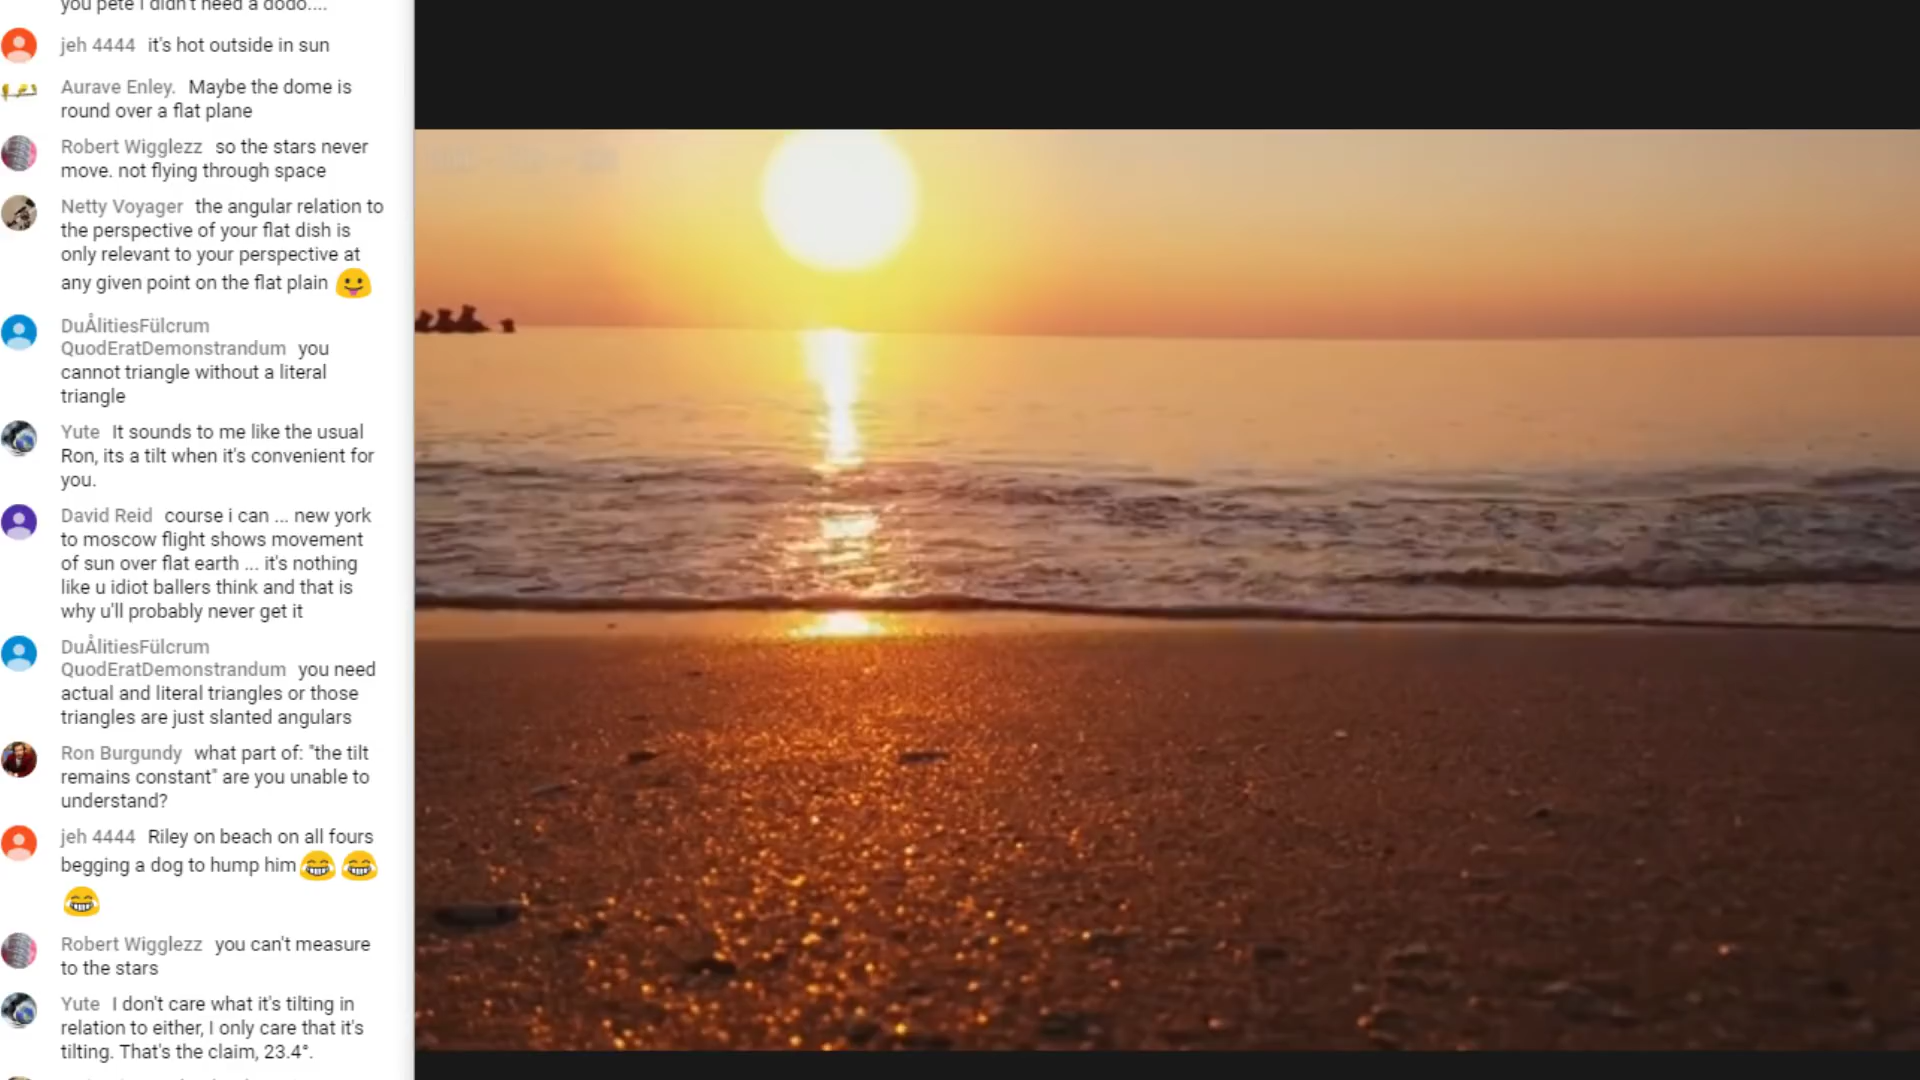 you pete i didn't need a dodo....
jeh 4444 it's hot outside in sun
Aurave Enley. Maybe the dome is
round over a flat plane
Robert Wigglezz so the stars never
move. not flying through space
Netty Voyager the angular relation to
the perspective of your flat dish is
only relevant to your perspective at
any given point on the flat plain 😛
DuÅlitiesFülcrum
QuodEratDemonstrandum you
cannot triangle without a literal
triangle
Yute It sounds to me like the usual
Ron, its a tilt when it's convenient for
you.
David Reid course i can ... new york
to moscow flight shows movement
of sun over flat earth ... it's nothing
like u idiot ballers think and that is
why u'll probably never get it
DuÅlitiesFülcrum
QuodEratDemonstrandum you need
actual and literal triangles or those
triangles are just slanted angulars
Ron Burgundy what part of: "the tilt
remains constant" are you unable to
understand?
jeh 4444 Riley on beach on all fours
begging a dog to hump him 😂 😂
😂
Robert Wigglezz you can't measure
to the stars
Yute I don't care what it's tilting in
relation to either, I only care that it's
tilting. That's the claim, 23.4°.